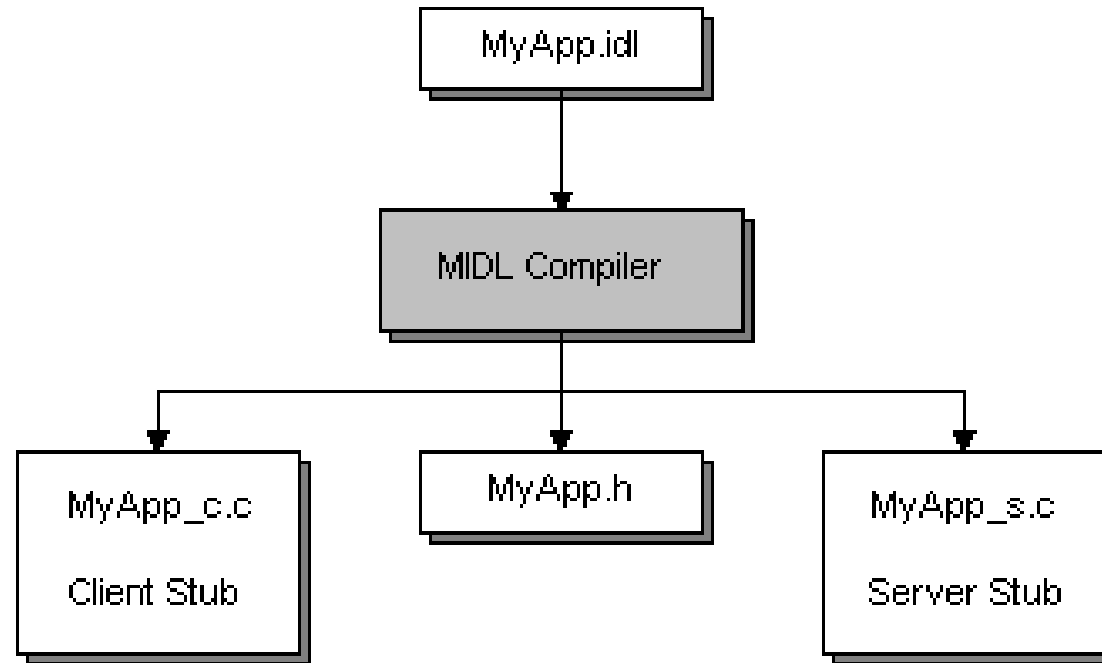 MyApp.idl
MIDL Compiler
MyApp_c.c
Client Stub
MyApp.h
MyApp_s.c
Server Stub